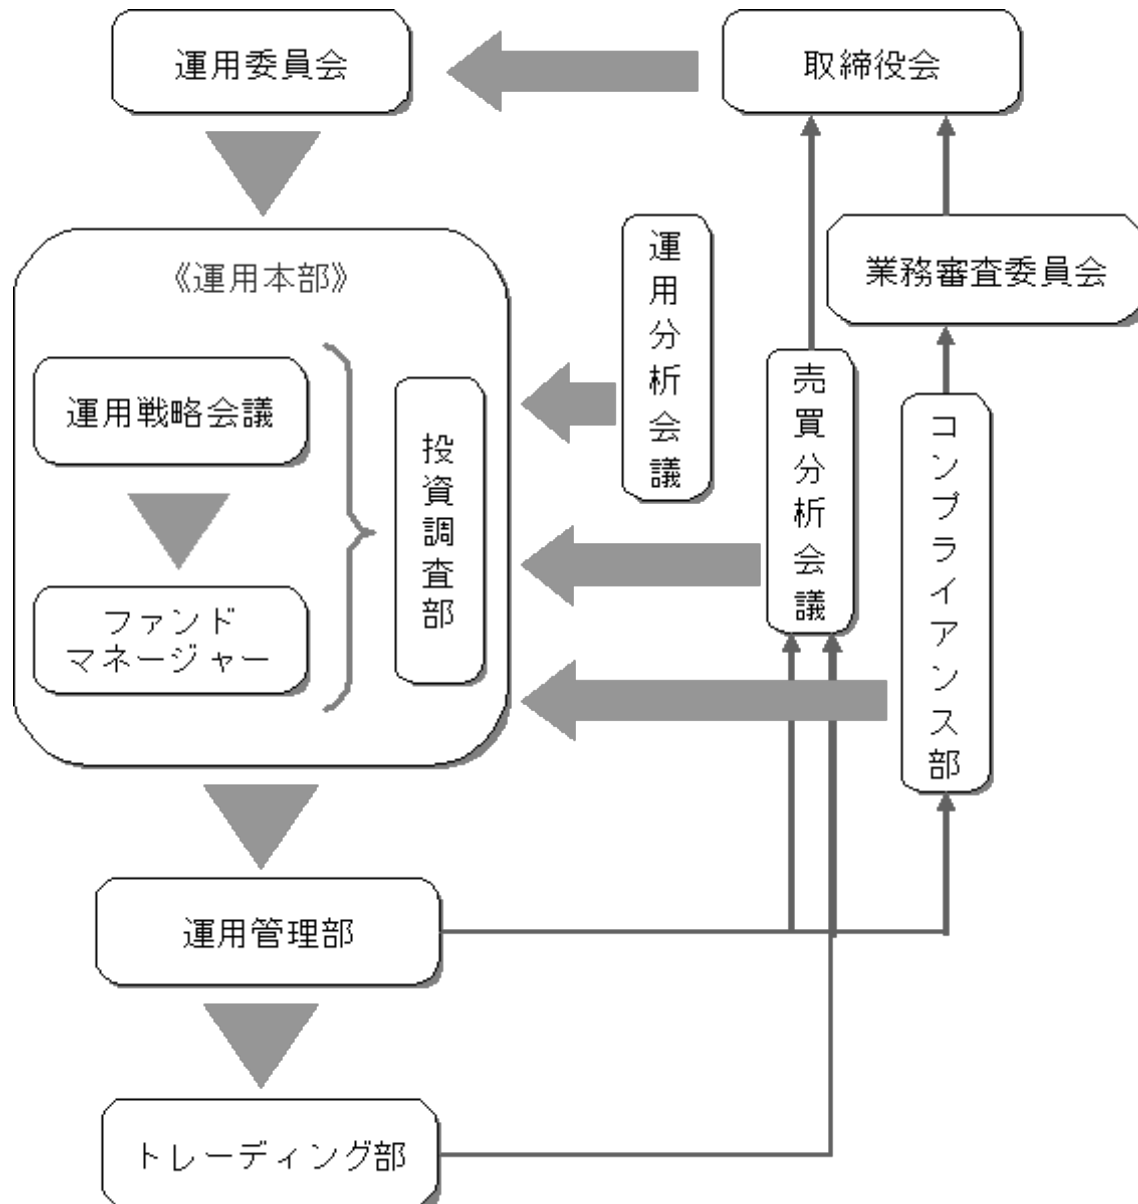 運用委員会
取締役会
《運用本部》
運用分析会議
業務審査委員会
運用戦略会議
投資調査部
売買分析会議
コンプライアンス部
ファンド
マネージャー
運用管理部
トレーディング部